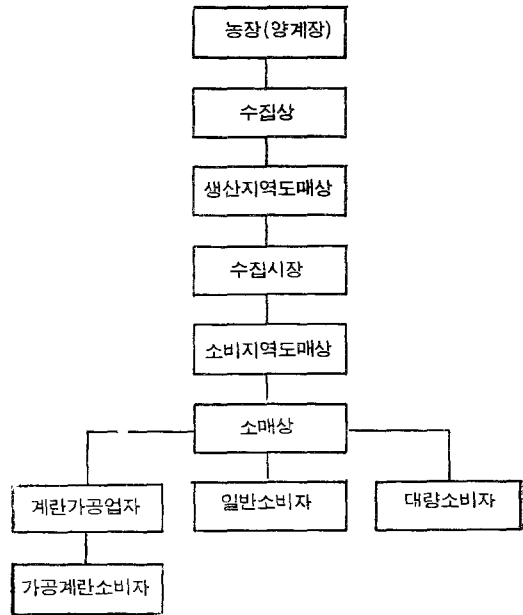 농장(양계장)
수집상
생산지역도매상
수집시장
소비지역도매상
소매상
계란가공업자
일반소비자
대량소비자
가공계란소비자